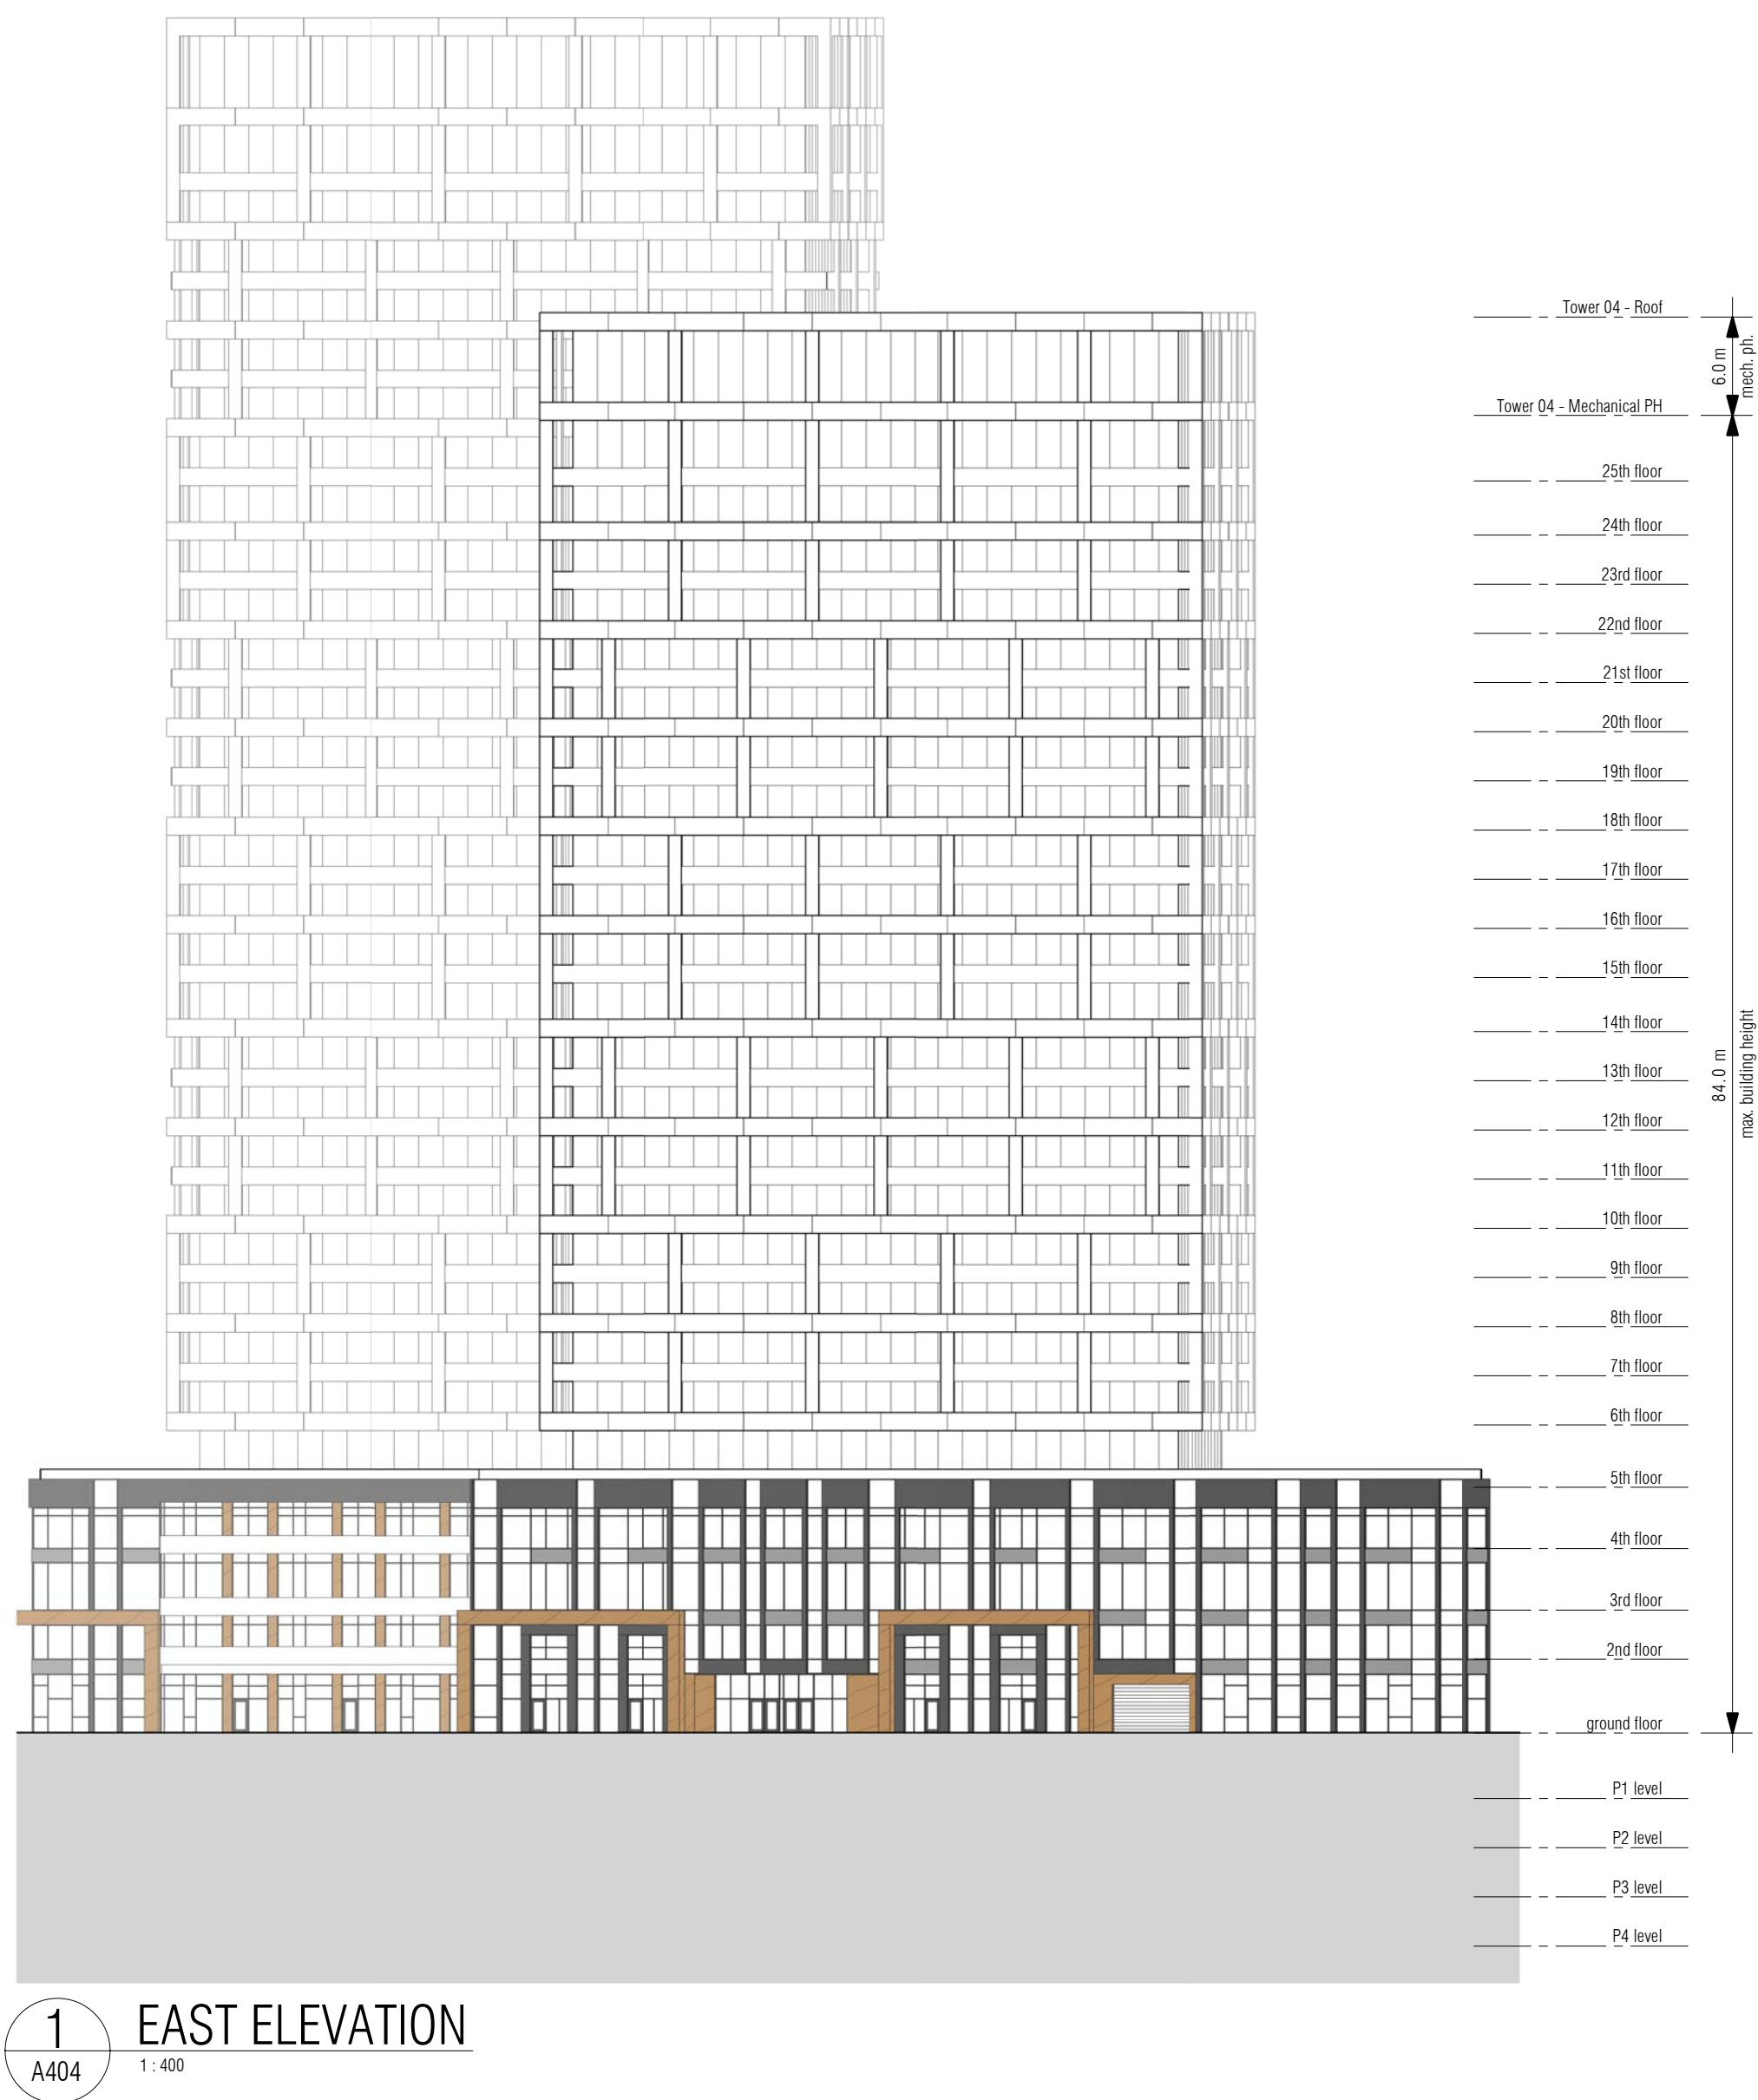 Tower 04 - Roof
6.0 m
mech. ph.
Tower 04 - Mechanical PH
25th floor
24th floor
23rd floor
22nd floor
21st floor
20th floor
19th floor
18th floor
17th floor
16th floor
15th floor
14th floor
13th floor
84.0 m
max. building height
12th floor
11th floor
10th floor
9th floor
8th floor
7th floor
6th floor
5th floor
4th floor
3rd floor
2nd floor
ground floor
P1 level
P2 level
P3 level
P4 level
1
A404
EAST ELEVATION
1 : 400